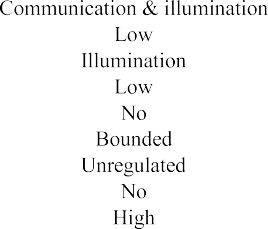 Communication & illumination
Low
Illumination
Low
No
Bounded
Unregulated
No
High